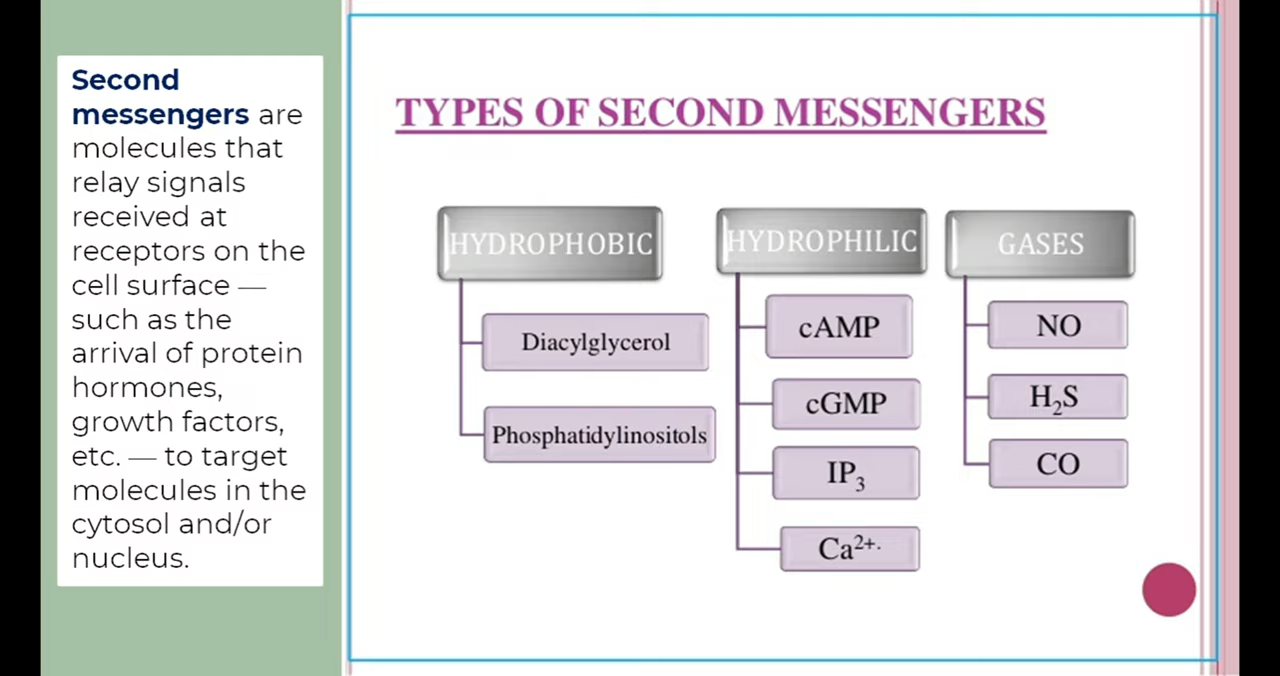 Second
messengers are
molecules that
relay signals
received at
receptors on the
cell surface —
such as the
arrival of protein
hormones,
growth factors,
etc. — to target
molecules in the
cytosol and/or
nucleus.
TYPES OF SECOND MESSENGERS
HYDROPHOBIC
Diacylglycerol
Phosphatidylinositols
HYDROPHILIC
cAMP
cGMP
IP₃
Ca²⁺·
GASES
NO
H₂S
CO